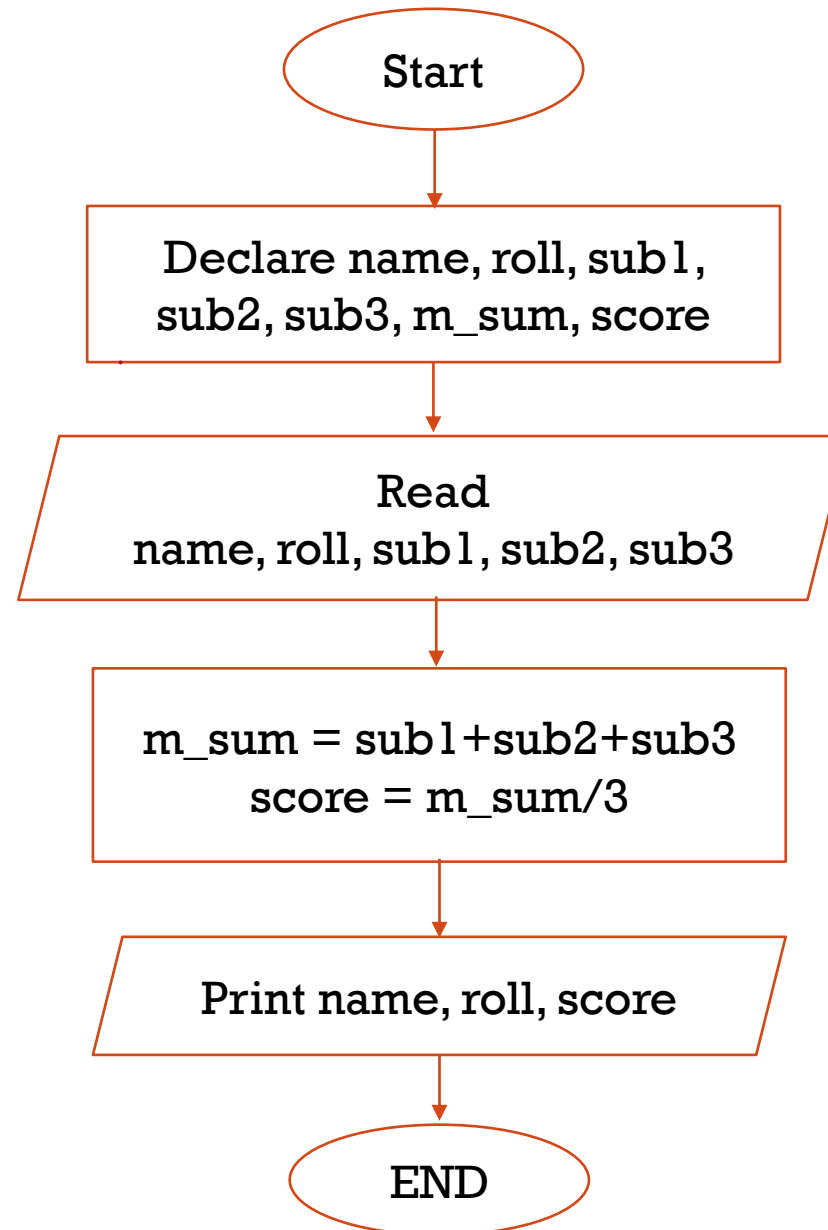 Start
Declare name, roll, sub1,
sub2, sub3, m_sum, score
Read
name, roll, sub1, sub2, sub3
m_sum = sub1+sub2+sub3
score = m_sum/3
Print name, roll, score
END